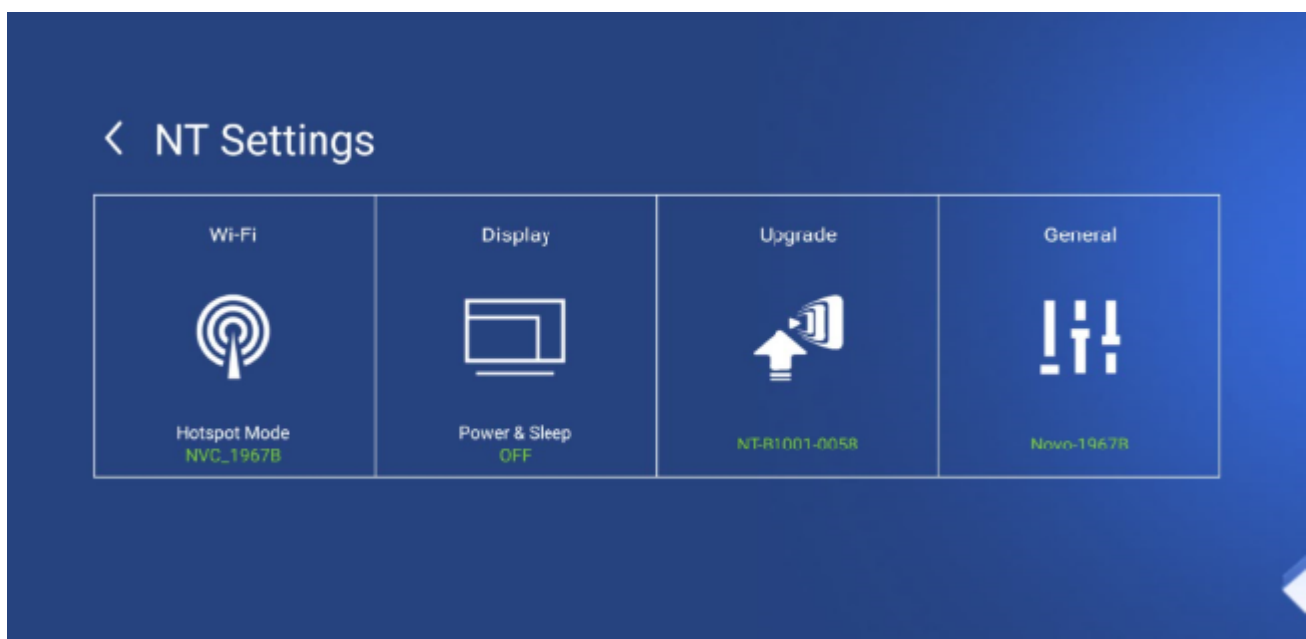 NT Settings
Wi-Fi
Hotspot Mode
NVC_1967B
Display
Power & Sleep
OFF
Upgrade
NT-B1001-0058
General
Novo-1967B